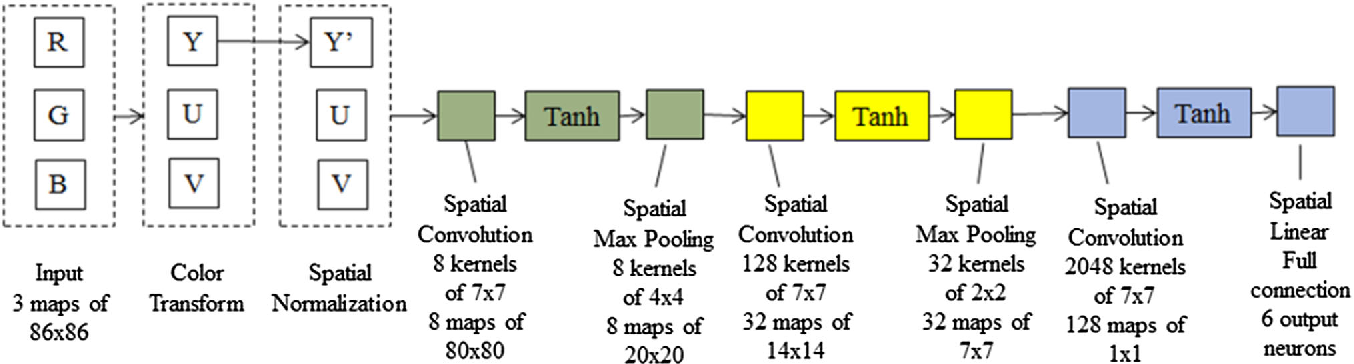 R
G
B
Input
3 maps of
86x86
Y
U
V
Color
Transform
Y’
U
V
Spatial
Normalization
Tanh
Tanh
Tanh
Spatial
Convolution
8 kernels
of 7x7
8 maps of
80x80
Spatial
Max Pooling
8 kernels
of 4x4
8 maps of
20x20
Spatial
Convolution
128 kernels
of 7x7
32 maps of
14x14
Spatial
Max Pooling
32 kernels
of 2x2
32 maps of
7x7
Spatial
Convolution
2048 kernels
of 7x7
128 maps of
1x1
Spatial
Linear
Full
connection
6 output
neurons